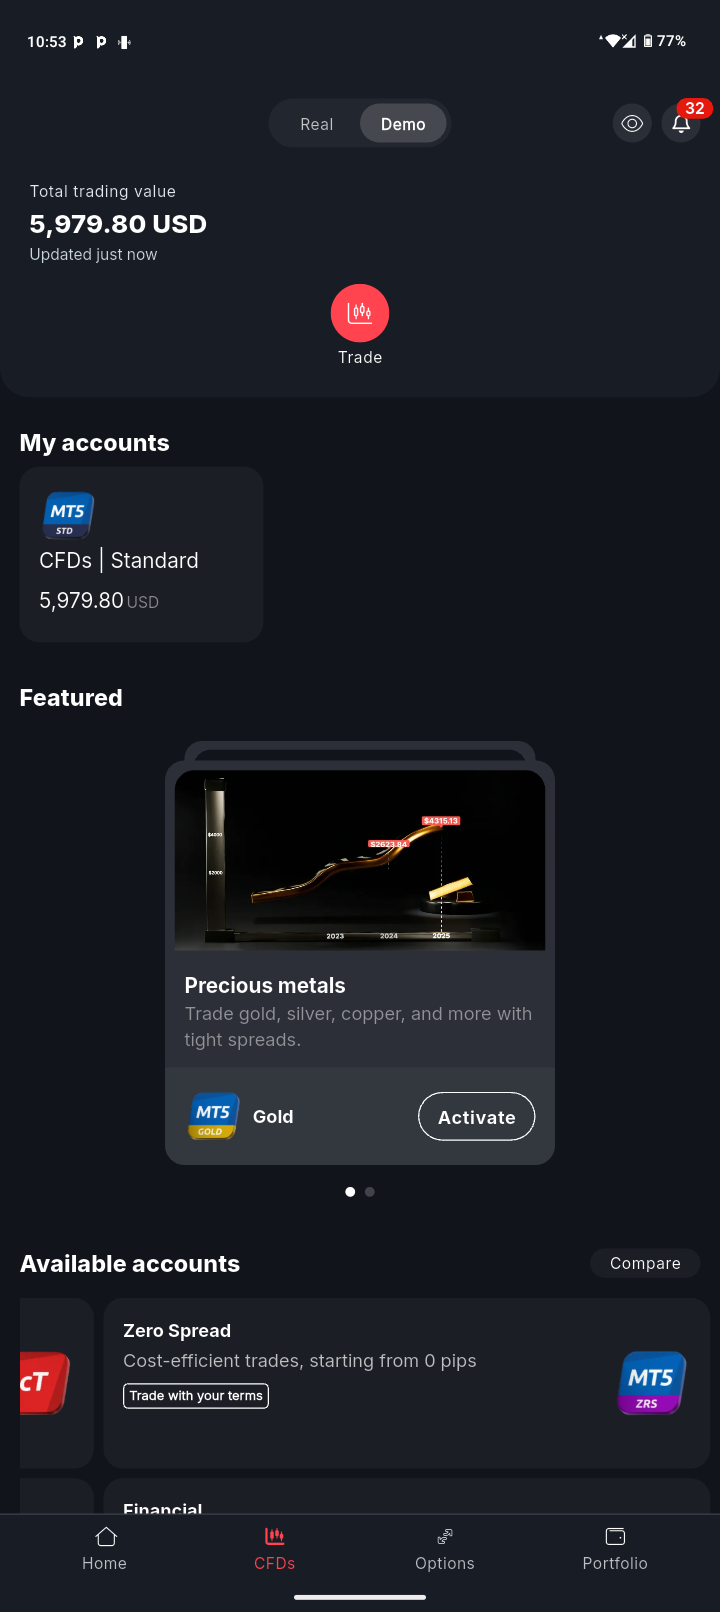 10:53
77%
Real
Demo
32
Total trading value
5,979.80 USD
Updated just now
Trade
My accounts
MT5
STD
CFDs | Standard
5,979.80 USD
Featured
$4315.13
$2623.84
$4000
$2000
2023
2024
2025
Precious metals
Trade gold, silver, copper, and more with
tight spreads.
MT5
GOLD
Gold
Activate
Available accounts
Compare
Zero Spread
cT
Cost-efficient trades, starting from 0 pips
Trade with your terms
MT5
ZRS
Financial
Home
CFDs
Options
Portfolio